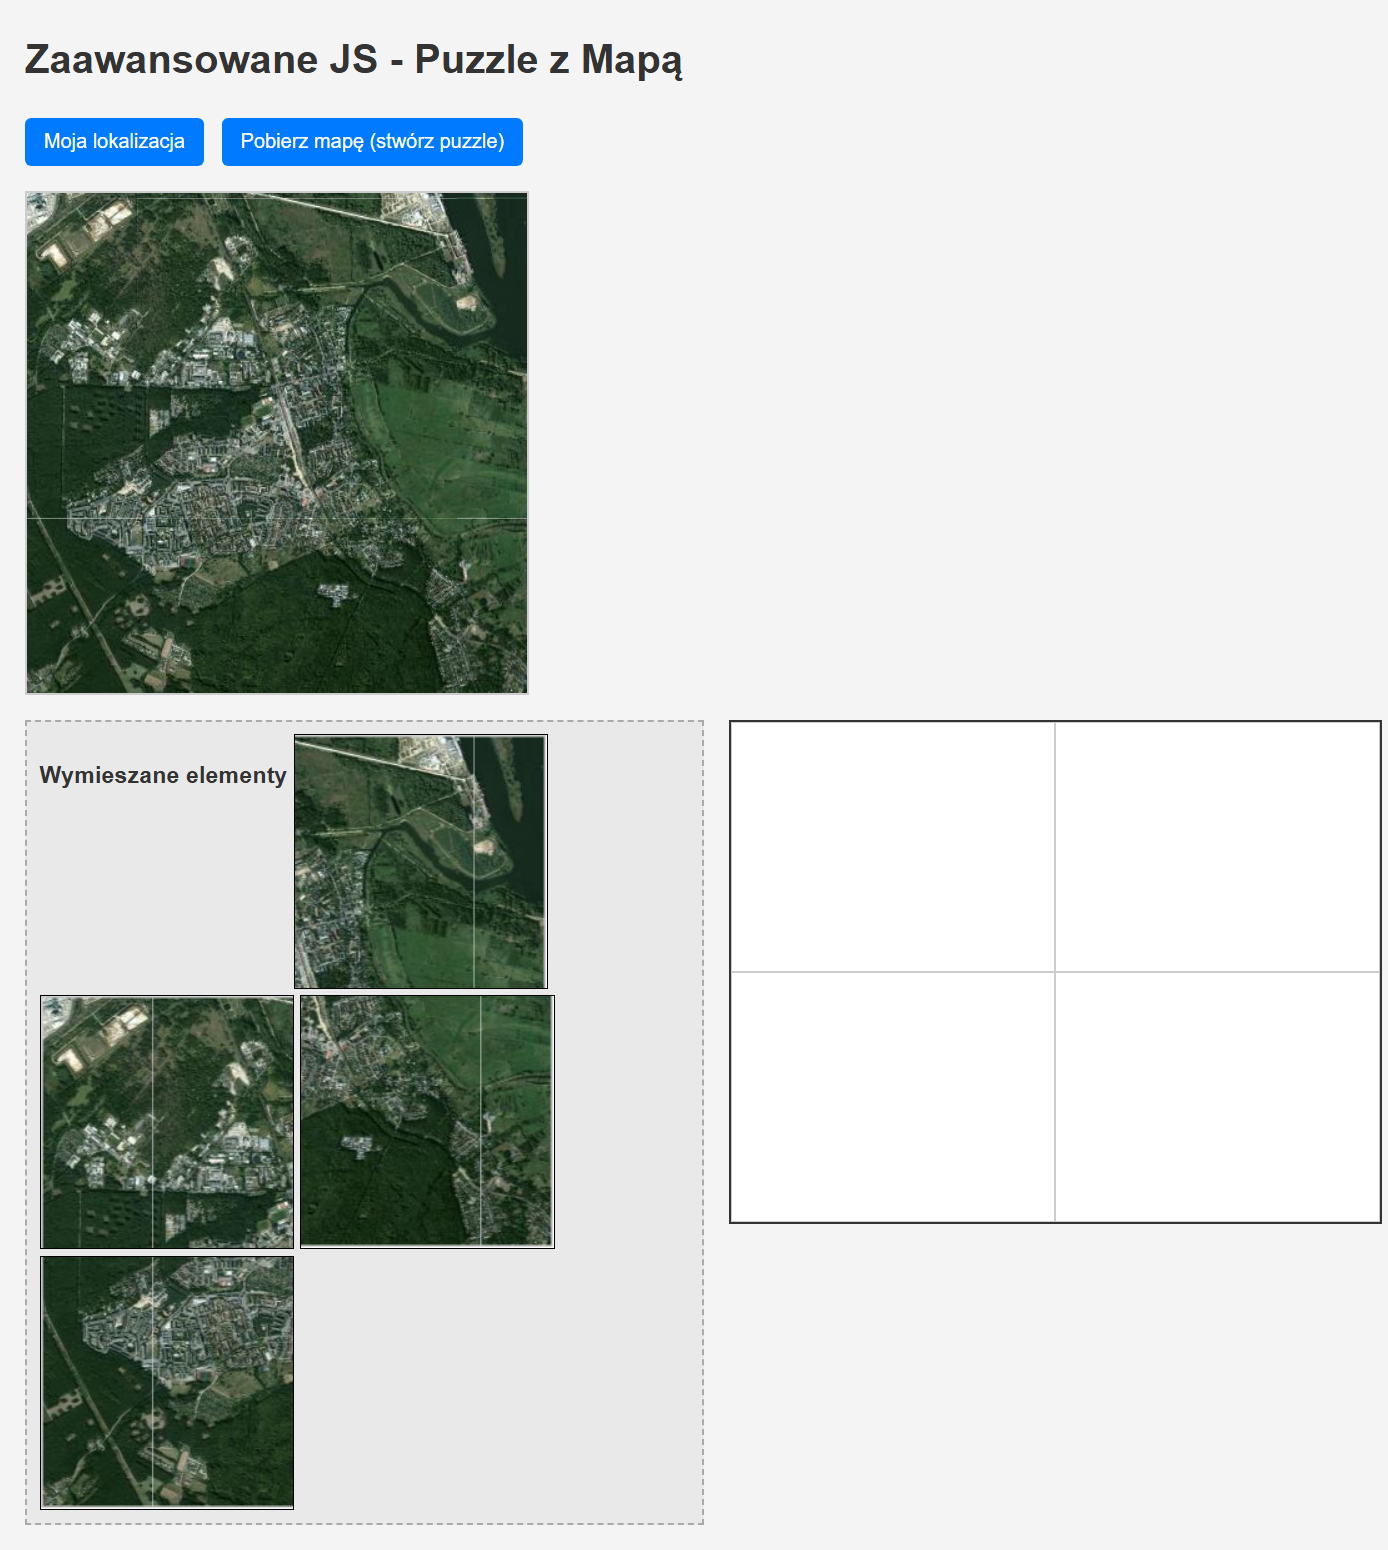 Zaawansowane JS - Puzzle z Mapą
Moja lokalizacja
Pobierz mapę (stwórz puzzle)
Wymieszane elementy